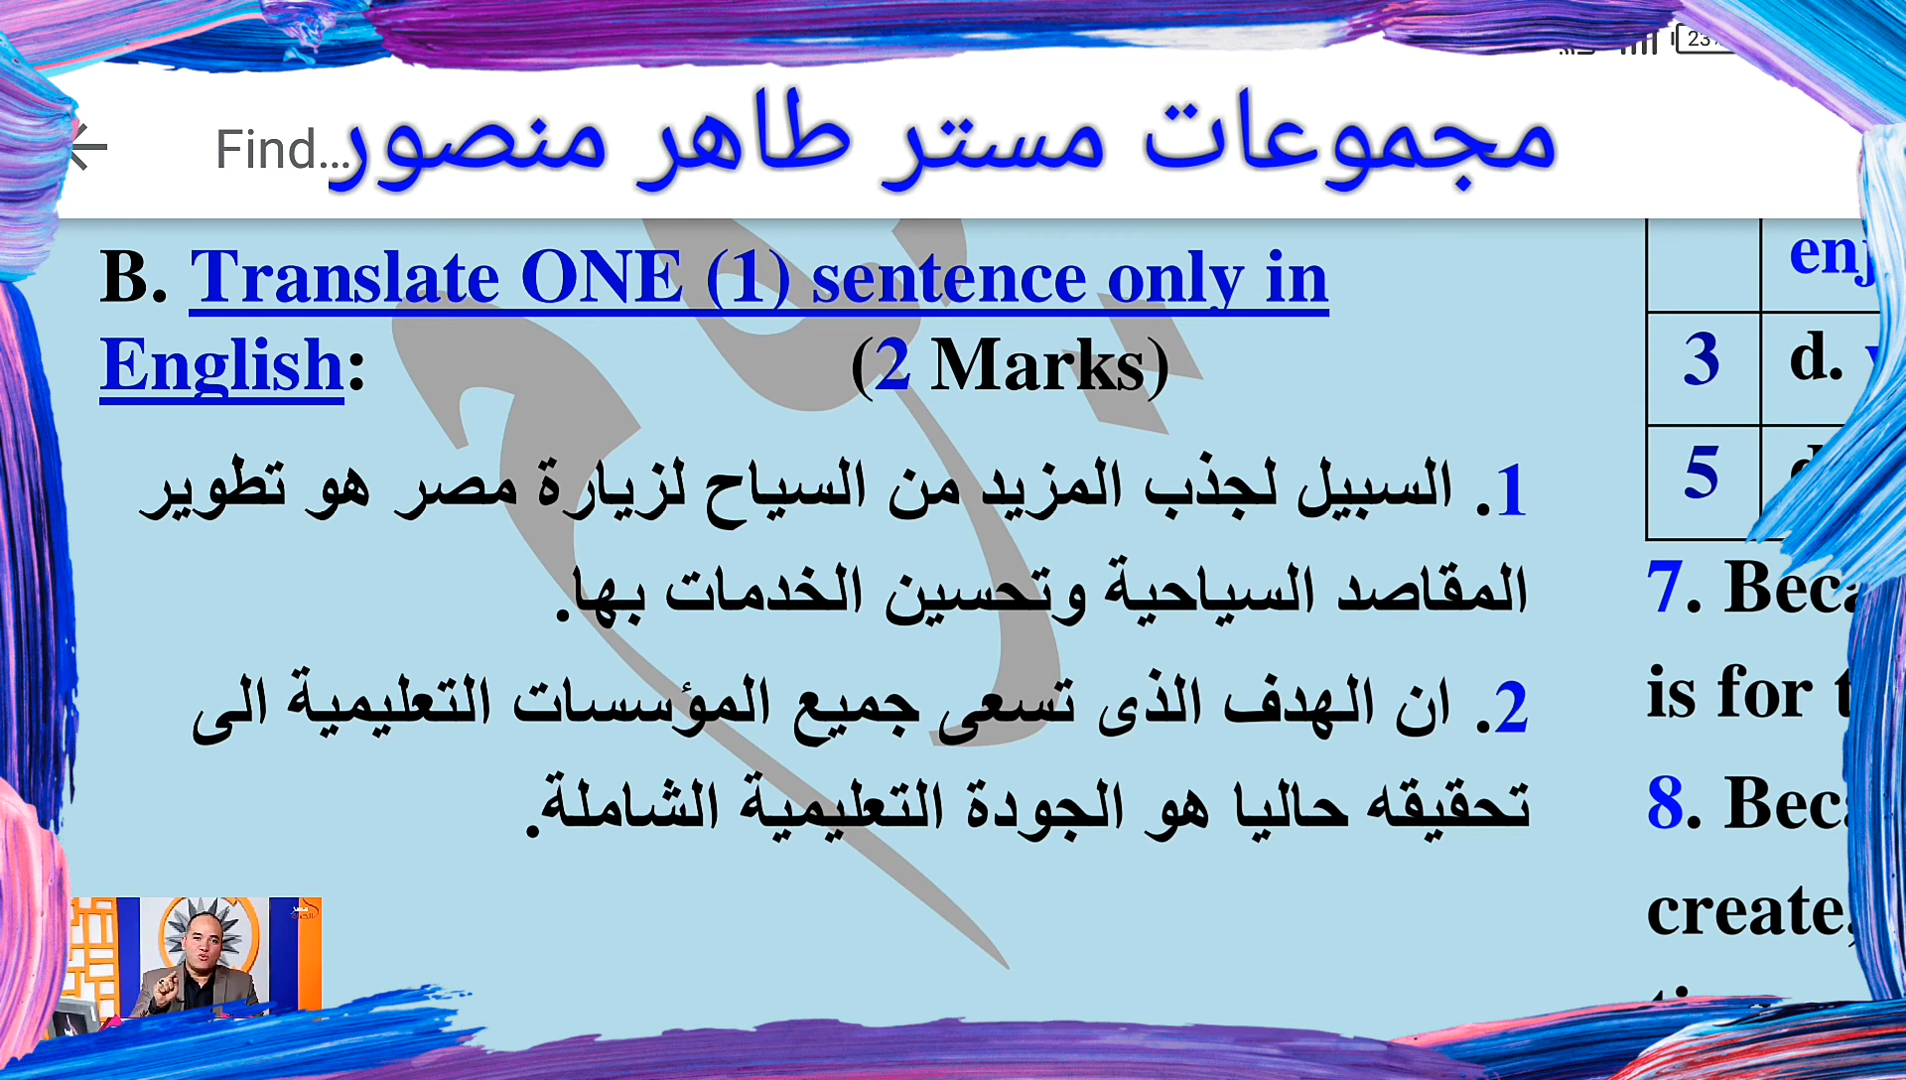 مجموعات مستر طاهر منصور
Find...
B. Translate ONE (1) sentence only in
English: (2 Marks)
1. السبيل لجذب المزيد من السياح لزيارة مصر هو تطوير
المقاصد السياحية وتحسين الخدمات بها.
2. ان الهدف الذى تسعى جميع المؤسسات التعليمية الى
تحقيقه حاليا هو الجودة التعليمية الشاملة.
3 d.
5
7. Bec
is for
8. Bec
create,